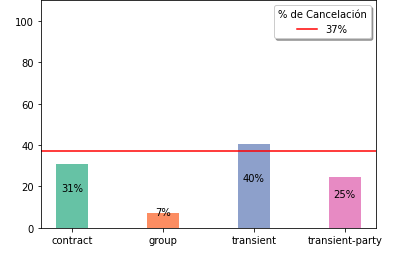 % de Cancelación
37%
100
80
60
40
20
0
31%
7%
40%
25%
contract
group
transient
transient-party